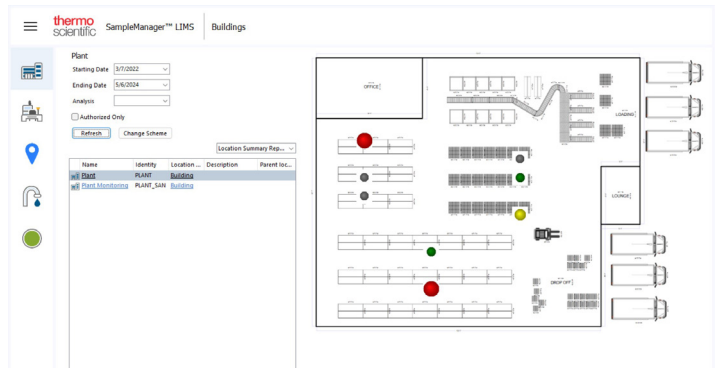 thermo
scientific
SampleManager™ LIMS
Buildings
Plant
Starting Date 3/7/2022
Ending Date 5/6/2024
Analysis
Authorized Only
Refresh Change Scheme
Location Summary Rep...
Name Identity Location ... Description Parent loc...
Plant PLANT Building
Plant Monitoring PLANT_SAN Building
OFFICE
LOADING
LOUNGE
DROP OFF